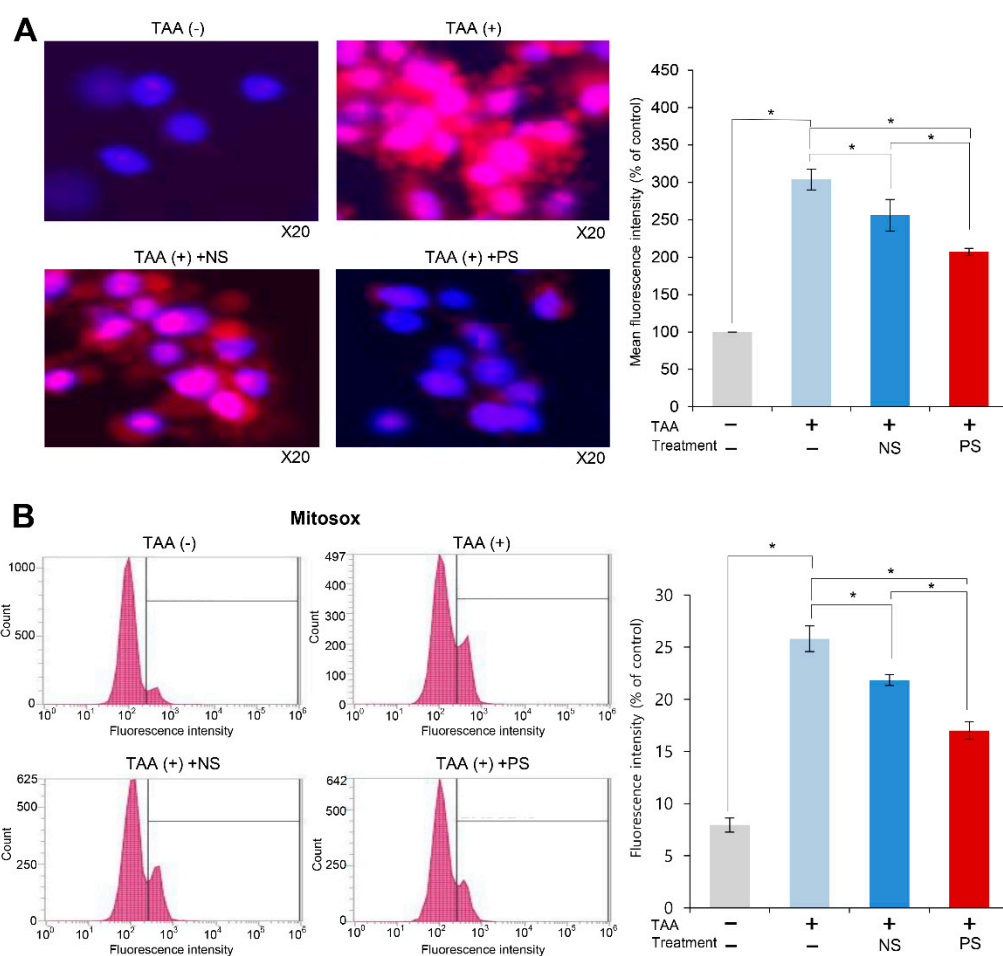 A
TAA (-)
TAA (+)
X20
X20
TAA (+) +NS
TAA (+) +PS
X20
X20
Mean fluorescence intensity (% of control)
450
400
350
300
250
200
150
100
50
0
*
*
*
*
TAA − + + +
Treatment − − NS PS
B
Mitosox
TAA (-)
Count
1000
500
0
10⁰ 10¹ 10² 10³ 10⁴ 10⁵ 10⁶
Fluorescence intensity
TAA (+)
Count
497
400
300
200
100
0
10⁰ 10¹ 10² 10³ 10⁴ 10⁵ 10⁶
Fluorescence intensity
TAA (+) +NS
Count
625
500
250
0
10⁰ 10¹ 10² 10³ 10⁴ 10⁵ 10⁶
Fluorescence intensity
TAA (+) +PS
Count
642
500
250
0
10⁰ 10¹ 10² 10³ 10⁴ 10⁵ 10⁶
Fluorescence intensity
Fluorescence intensity (% of control)
30
25
20
15
10
5
0
*
*
*
*
TAA − + + +
Treatment − − NS PS